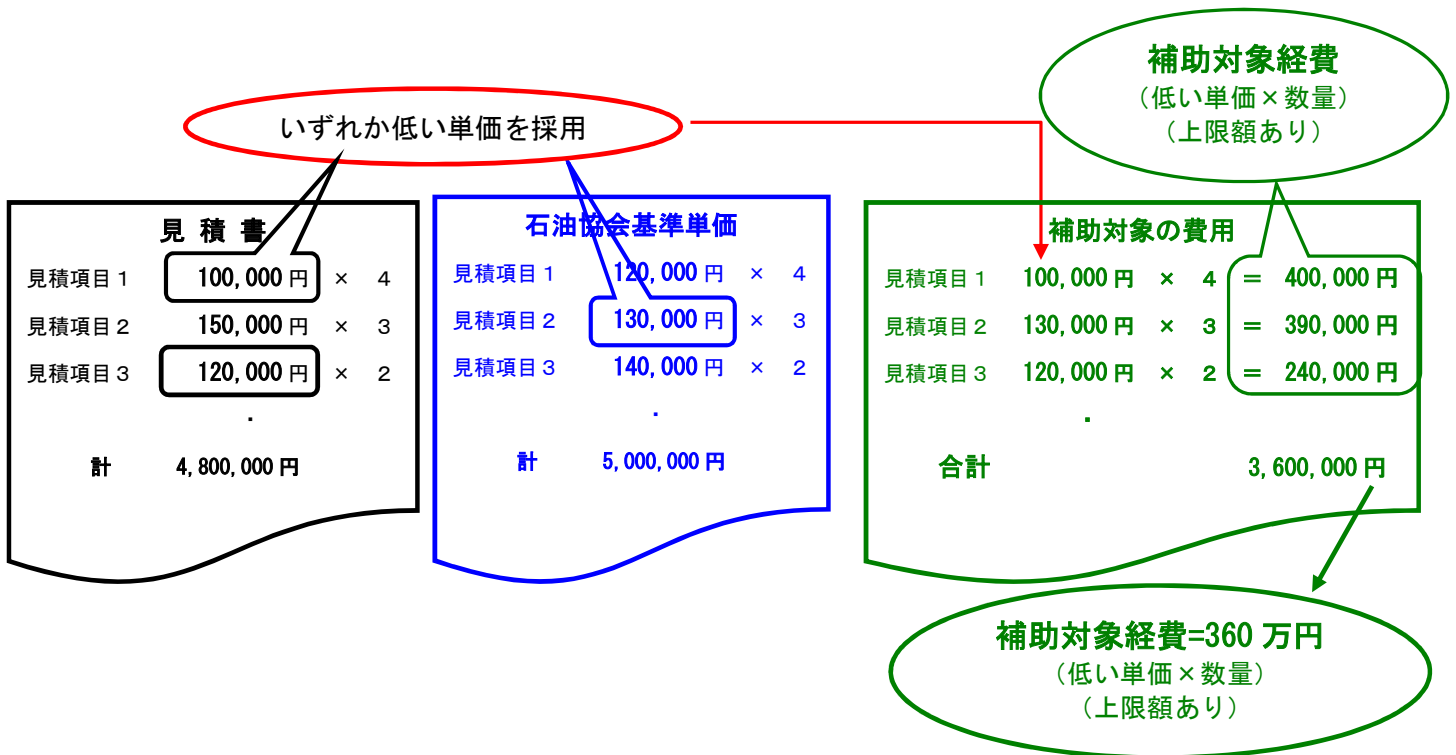 補助対象経費
（低い単価×数量）
（上限額あり）
いずれか低い単価を採用
見 積 書
見積項目1 100,000円 × 4
見積項目2 150,000円 × 3
見積項目3 120,000円 × 2
．
計 4,800,000円
石油協会基準単価
見積項目1 120,000円 × 4
見積項目2 130,000円 × 3
見積項目3 140,000円 × 2
．
計 5,000,000円
補助対象の費用
見積項目1 100,000円 × 4 ＝ 400,000円
見積項目2 130,000円 × 3 ＝ 390,000円
見積項目3 120,000円 × 2 ＝ 240,000円
．
合計 3,600,000円
補助対象経費=360万円
（低い単価×数量）
（上限額あり）